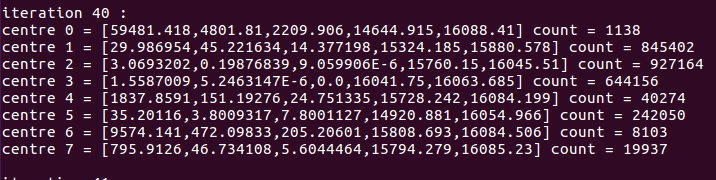 iteration 40 :
centre 0 = [59481.418,4801.81,2209.906,14644.915,16088.41] count = 1138
centre 1 = [29.986954,45.221634,14.377198,15324.185,15880.578] count = 845402
centre 2 = [3.0693202,0.19876839,9.059906E-6,15760.15,16045.51] count = 927164
centre 3 = [1.5587009,5.2463147E-6,0.0,16041.75,16063.685] count = 644156
centre 4 = [1837.8591,151.19276,24.751335,15728.242,16084.199] count = 40274
centre 5 = [35.20116,3.8009317,7.8001127,14920.881,16054.966] count = 242050
centre 6 = [9574.141,472.09833,205.20601,15808.693,16084.506] count = 8103
centre 7 = [795.9126,46.734108,5.6044464,15794.279,16085.23] count = 19937